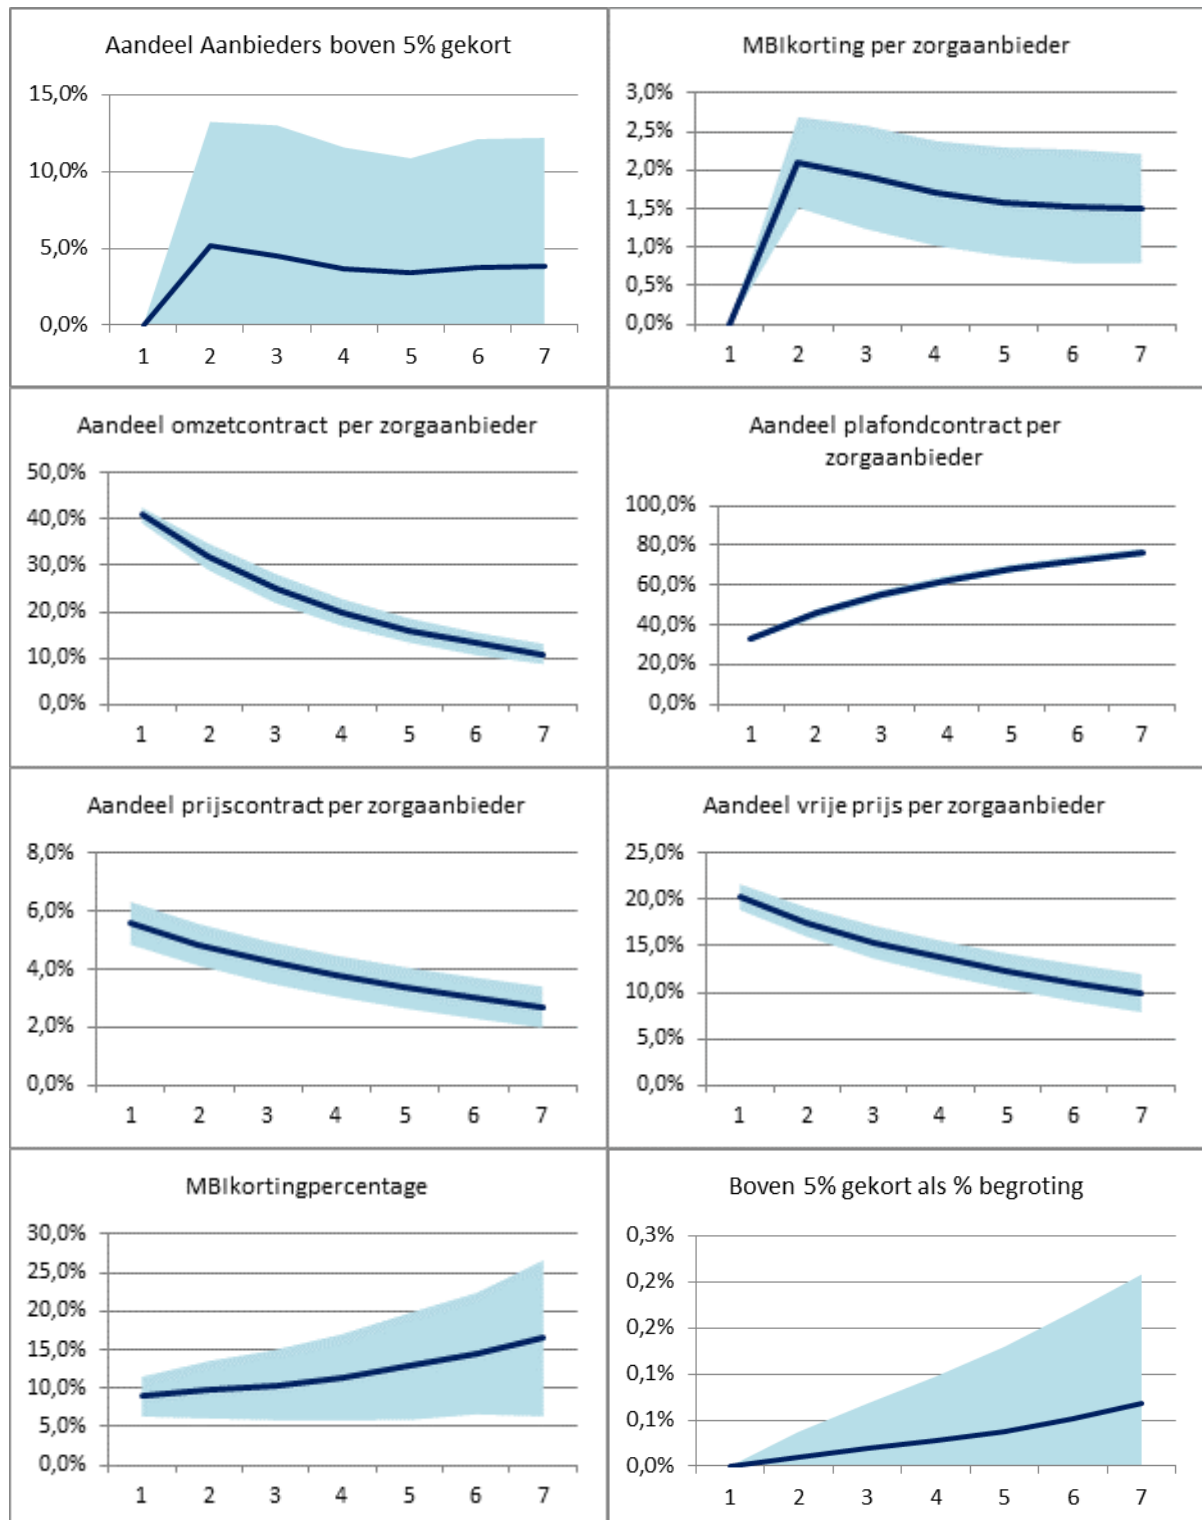 Aandeel Aanbieders boven 5% gekort
15,0%
10,0%
5,0%
0,0%
1 2 3 4 5 6 7
MBIkorting per zorgaanbieder
3,0%
2,5%
2,0%
1,5%
1,0%
0,5%
0,0%
1 2 3 4 5 6 7
Aandeel omzetcontract per zorgaanbieder
50,0%
40,0%
30,0%
20,0%
10,0%
0,0%
1 2 3 4 5 6 7
Aandeel plafondcontract per
zorgaanbieder
100,0%
80,0%
60,0%
40,0%
20,0%
0,0%
1 2 3 4 5 6 7
Aandeel prijscontract per zorgaanbieder
8,0%
6,0%
4,0%
2,0%
0,0%
1 2 3 4 5 6 7
Aandeel vrije prijs per zorgaanbieder
25,0%
20,0%
15,0%
10,0%
5,0%
0,0%
1 2 3 4 5 6 7
MBIkortingpercentage
30,0%
25,0%
20,0%
15,0%
10,0%
5,0%
0,0%
1 2 3 4 5 6 7
Boven 5% gekort als % begroting
0,3%
0,2%
0,2%
0,1%
0,1%
0,0%
1 2 3 4 5 6 7